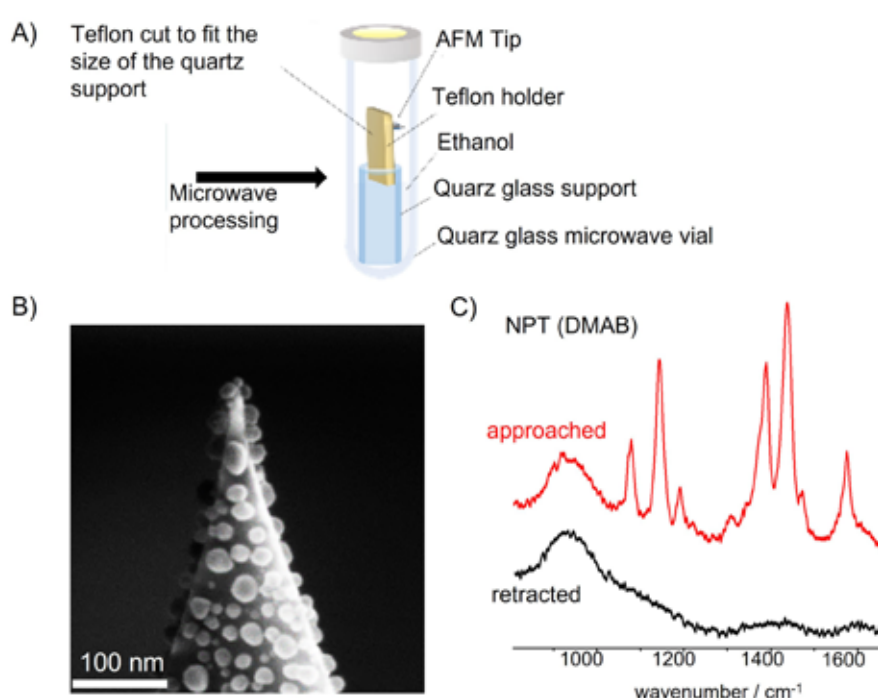 A)
Teflon cut to fit the
size of the quartz
support
AFM Tip
Teflon holder
Ethanol
Quarz glass support
Quarz glass microwave vial
Microwave
processing
B)
100 nm
C)
NPT (DMAB)
approached
retracted
1000 1200 1400 1600
wavenumber / cm⁻¹